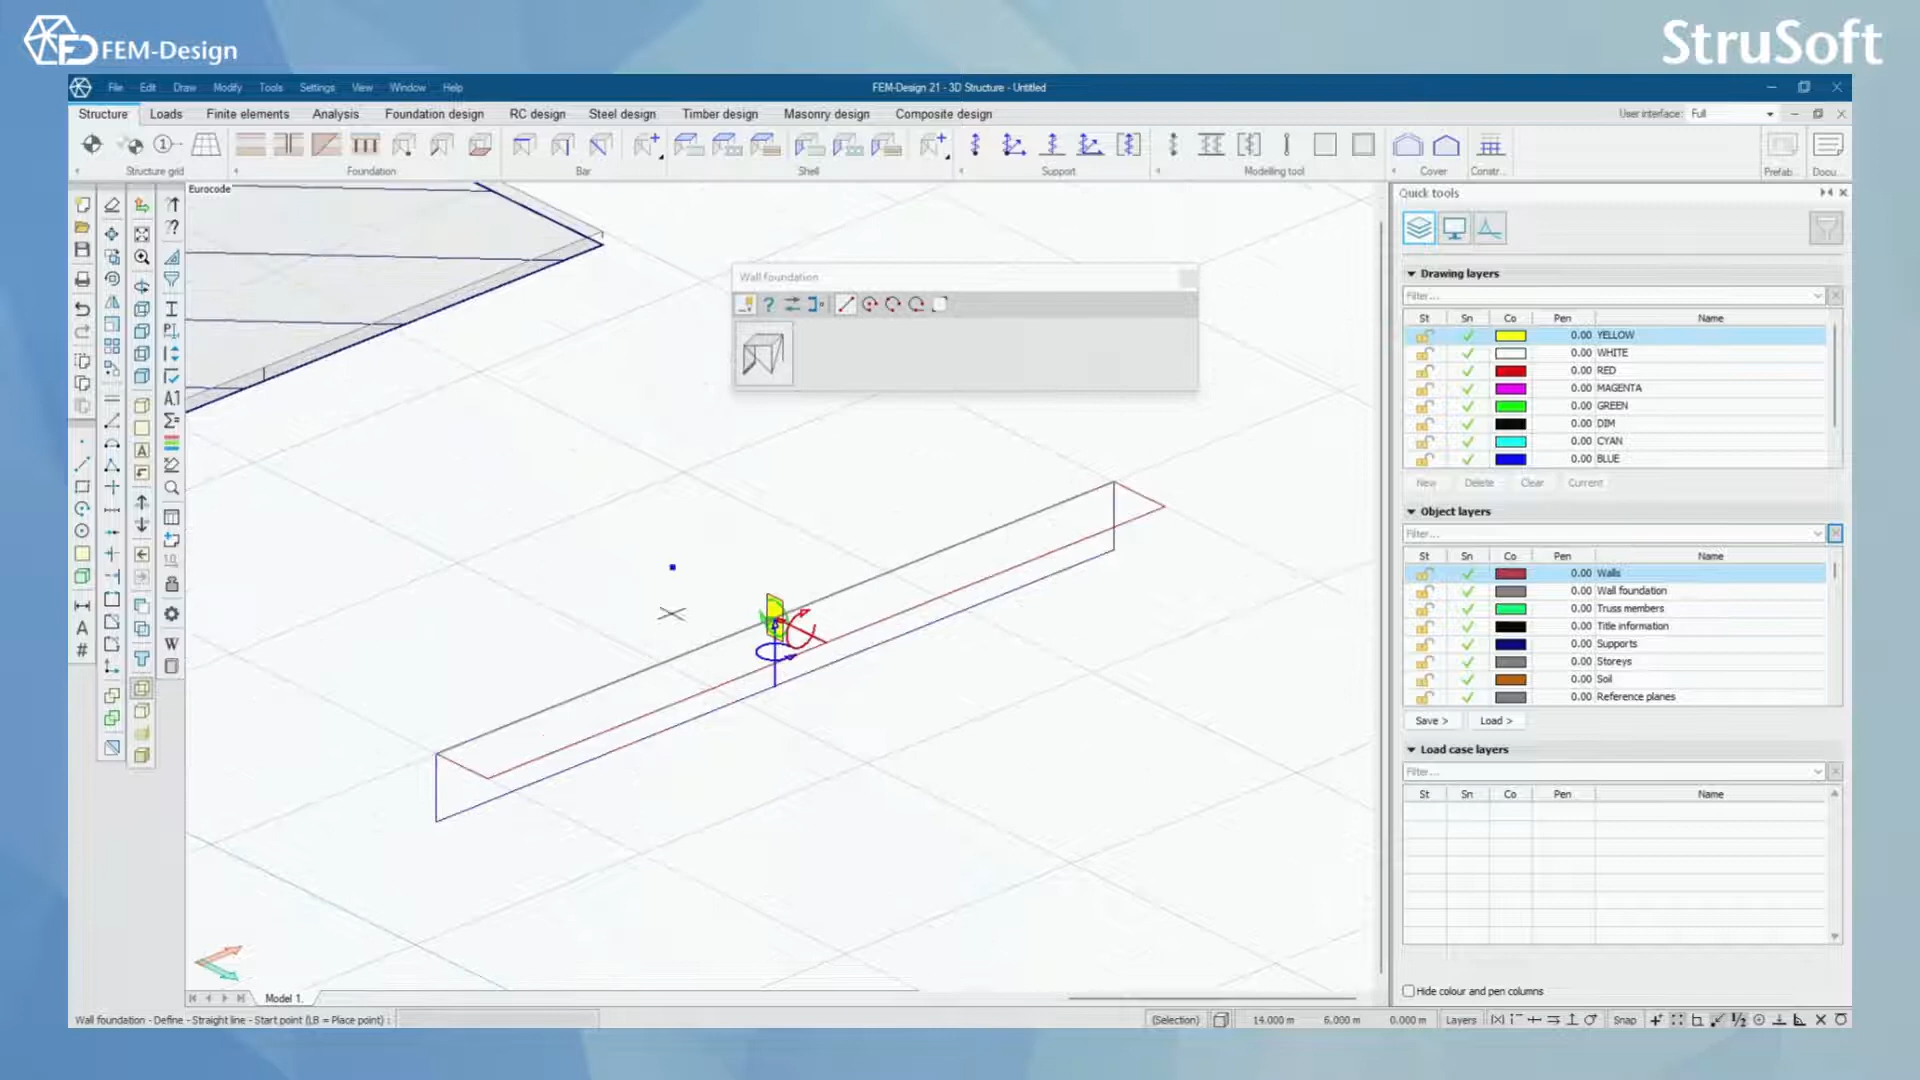 FEM-Design
StruSoft
File Edit Draw Modify Tools Settings View Window Help
FEM-Design 21 - 3D Structure - Untitled
Structure Loads Finite elements Analysis Foundation design RC design Steel design Timber design Masonry design Composite design
User interface: Full
Structure grid Foundation Bar Shell Support Modelling tool Cover Constr... Prefab... Docu...
Eurocode
Quick tools
Wall foundation
Drawing layers
Filter...
St Sn Co Pen Name
0.00 YELLOW
0.00 WHITE
0.00 RED
0.00 MAGENTA
0.00 GREEN
0.00 DIM
0.00 CYAN
0.00 BLUE
New Delete Clear Current
Object layers
Filter...
St Sn Co Pen Name
0.00 Walls
0.00 Wall foundation
0.00 Truss members
0.00 Title information
0.00 Supports
0.00 Storeys
0.00 Soil
0.00 Reference planes
Save > Load >
Load case layers
Filter...
St Sn Co Pen Name
Hide colour and pen columns
Model 1.
Wall foundation - Define - Straight line - Start point (LB = Place point) :
(Selection) 14.000 m 6.000 m 0.000 m Layers Snap